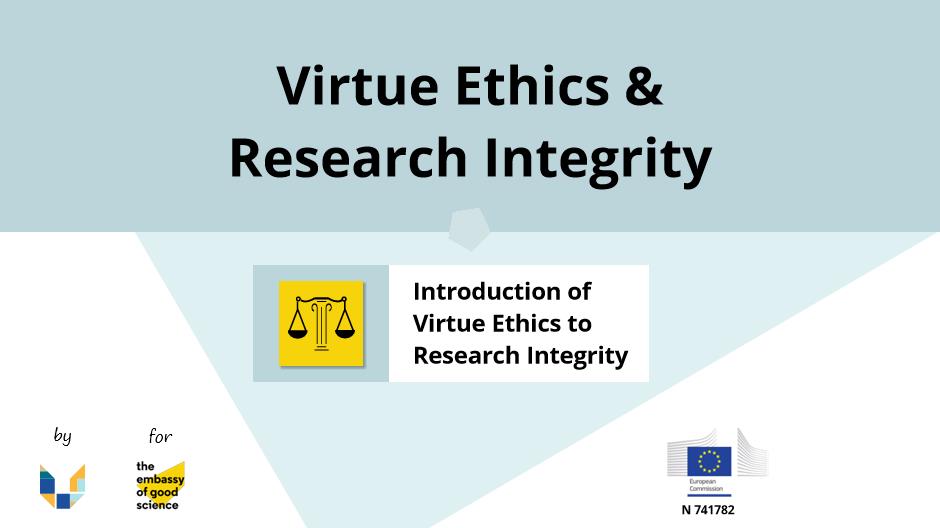 Virtue Ethics &
Research Integrity
Introduction of
Virtue Ethics to
Research Integrity
by
for
the
embassy
of good
science
European
Commission
N 741782